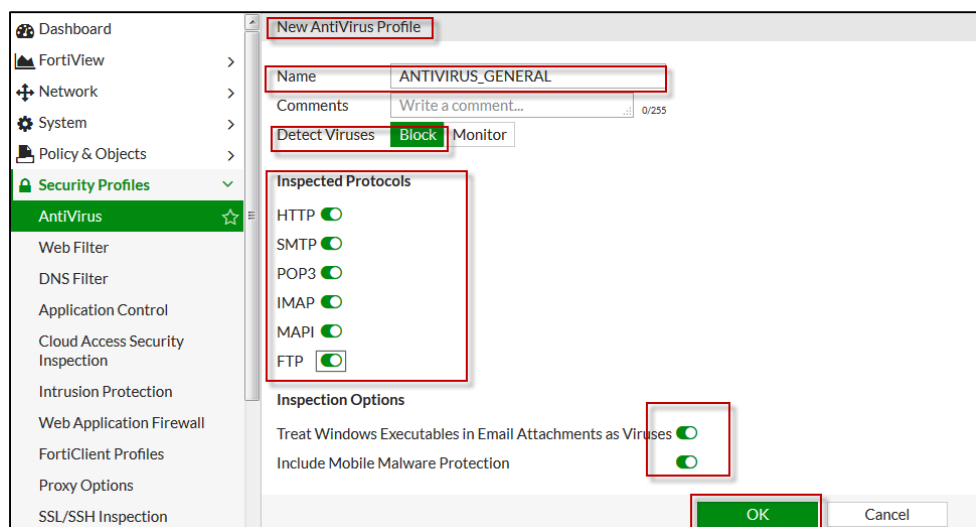 Dashboard
FortiView
Network
System
Policy & Objects
Security Profiles
AntiVirus
Web Filter
DNS Filter
Application Control
Cloud Access Security
Inspection
Intrusion Protection
Web Application Firewall
FortiClient Profiles
Proxy Options
SSL/SSH Inspection
New AntiVirus Profile
Name ANTIVIRUS_GENERAL
Comments Write a comment... 0/255
Detect Viruses Block Monitor
Inspected Protocols
HTTP
SMTP
POP3
IMAP
MAPI
FTP
Inspection Options
Treat Windows Executables in Email Attachments as Viruses
Include Mobile Malware Protection
OK Cancel